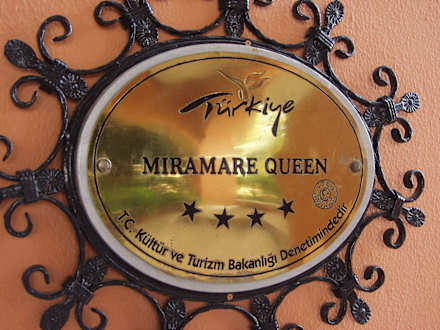 Türkiye
MIRAMARE QUEEN
T.C. Kültür ve Turizm Bakanlığı Denetimindedir